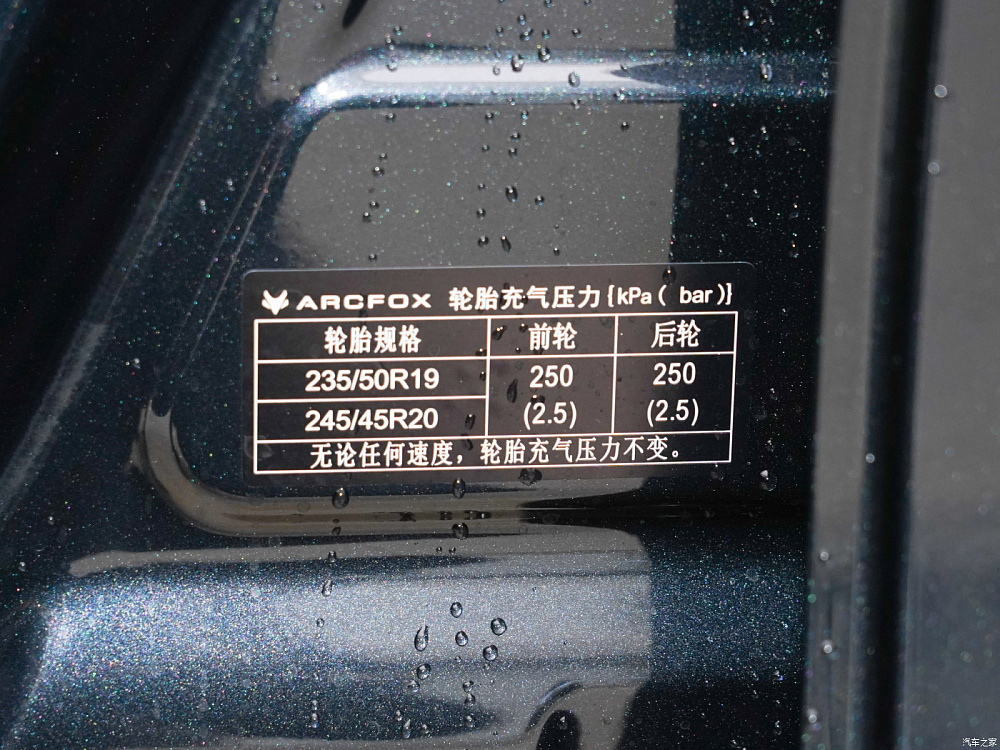 ARCFOX 轮胎充气压力{kPa( bar)}
轮胎规格 前轮 后轮
235/50R19 250 250
245/45R20 (2.5) (2.5)
无论任何速度，轮胎充气压力不变。
汽车之家